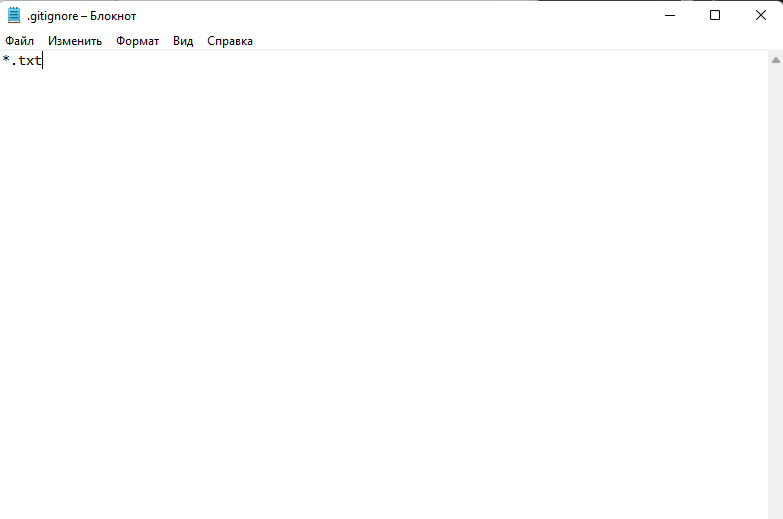 .gitignore – Блокнот
Файл Изменить Формат Вид Справка
*.txt